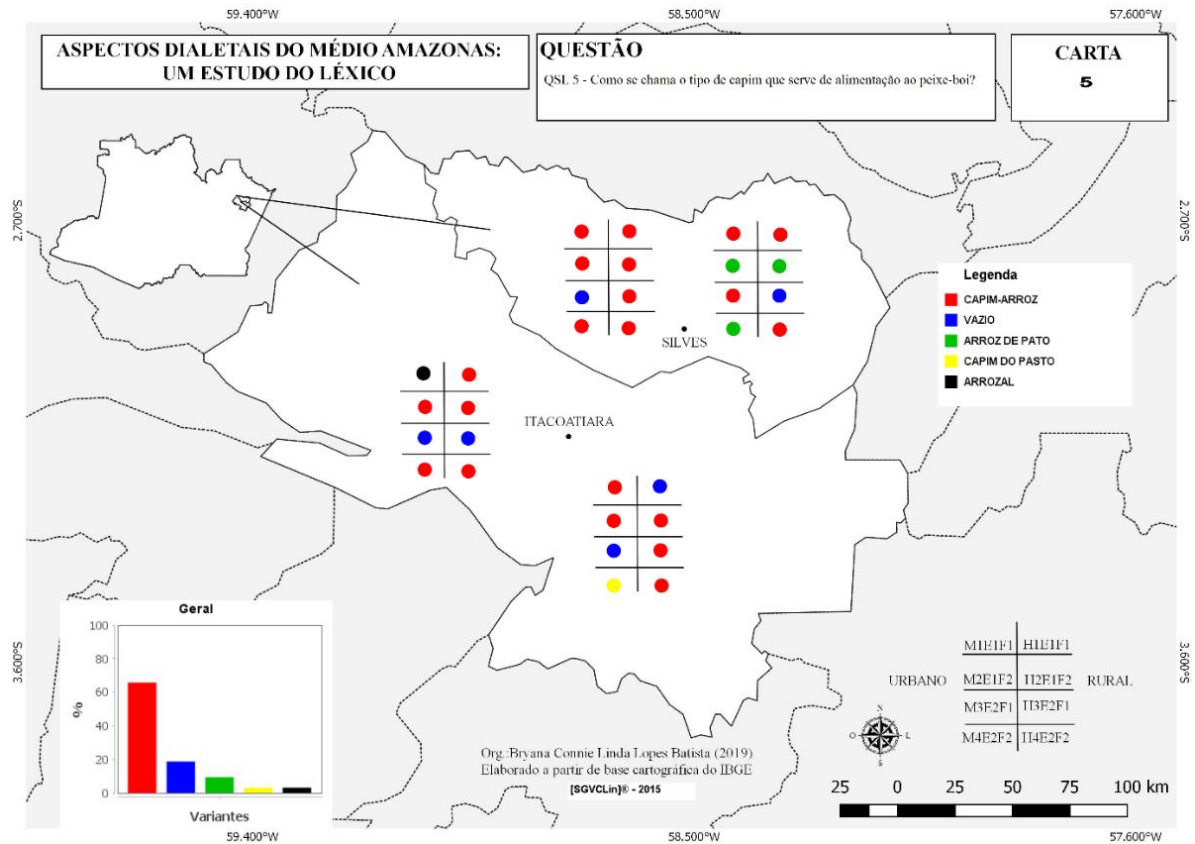 59.400°W
58.500°W
57.600°W
ASPECTOS DIALETAIS DO MÉDIO AMAZONAS:
UM ESTUDO DO LÉXICO
QUESTÃO
QSL 5 - Como se chama o tipo de capim que serve de alimentação ao peixe-boi?
CARTA
5
2.700°S
2.700°S
Legenda
CAPIM-ARROZ
VAZIO
ARROZ DE PATO
CAPIM DO PASTO
ARROZAL
SILVES
ITACOATIARA
Geral
100
80
60
40
20
0
%
Variantes
3.600°S
3.600°S
M1E1F1 H1E1F1
URBANO M2E1F2 H2E1F2 RURAL
M3E2F1 H3E2F1
M4E2F2 H4E2F2
N
O L
S
Org.:Bryana Connie Linda Lopes Batista (2019)
Elaborado a partir de base cartográfica do IBGE
[SGVCLin]® - 2015
25 0 25 50 75 100 km
59.400°W
58.500°W
57.600°W